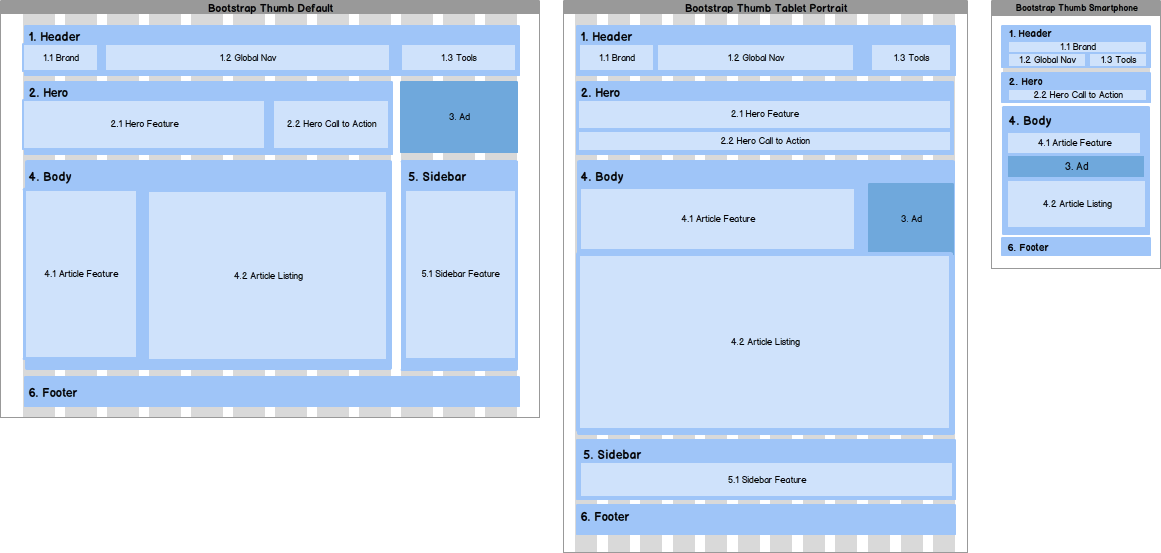 Bootstrap Thumb Default
1. Header
1.1 Brand
1.2 Global Nav
1.3 Tools
2. Hero
2.1 Hero Feature
2.2 Hero Call to Action
3. Ad
4. Body
4.1 Article Feature
4.2 Article Listing
5. Sidebar
5.1 Sidebar Feature
6. Footer
Bootstrap Thumb Tablet Portrait
1. Header
1.1 Brand
1.2 Global Nav
1.3 Tools
2. Hero
2.1 Hero Feature
2.2 Hero Call to Action
4. Body
4.1 Article Feature
3. Ad
4.2 Article Listing
5. Sidebar
5.1 Sidebar Feature
6. Footer
Bootstrap Thumb Smartphone
1. Header
1.1 Brand
1.2 Global Nav
1.3 Tools
2. Hero
2.2 Hero Call to Action
4. Body
4.1 Article Feature
3. Ad
4.2 Article Listing
6. Footer